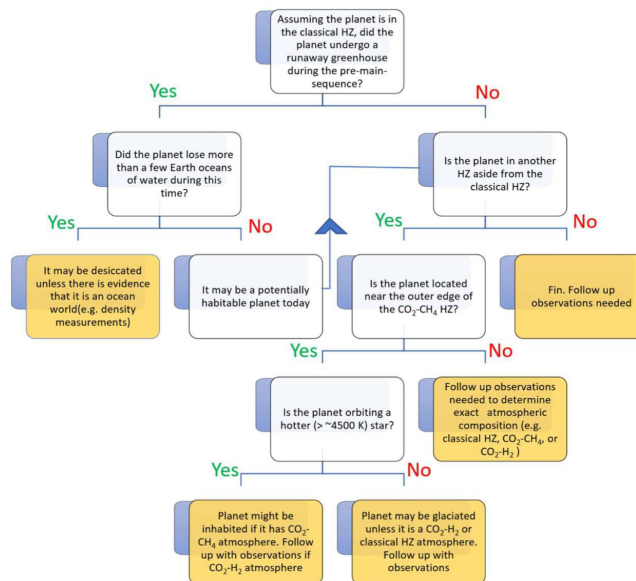 Assuming the planet is in
the classical HZ, did the
planet undergo a
runaway greenhouse
during the pre-main-
sequence?
Yes
No
Did the planet lose more
than a few Earth oceans
of water during this
time?
Is the planet in another
HZ aside from the
classical HZ?
Yes
No
Yes
No
It may be desiccated
unless there is evidence
that it is an ocean
world(e.g. density
measurements)
It may be a potentially
habitable planet today
Is the planet located
near the outer edge of
the CO₂-CH₄ HZ?
Fin. Follow up
observations needed
Yes
No
Is the planet orbiting a
hotter (> ~4500 K) star?
Follow up observations
needed to determine
exact atmospheric
composition (e.g.
classical HZ, CO₂-CH₄, or
CO₂-H₂ )
Yes
No
Planet might be
inhabited if it has CO₂-
CH₄ atmosphere. Follow
up with observations if
CO₂-H₂ atmosphere
Planet may be glaciated
unless it is a CO₂-H₂ or
classical HZ atmosphere.
Follow up with
observations